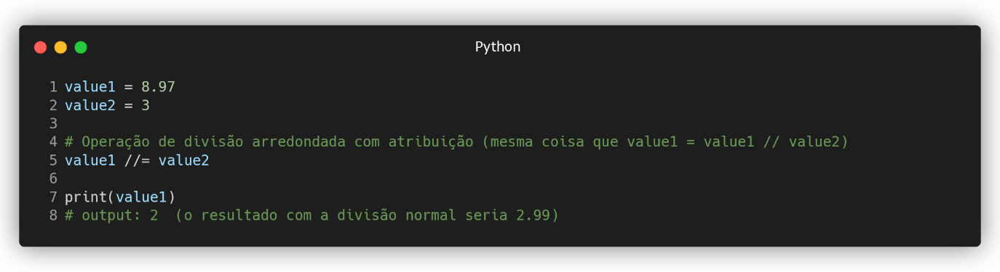 Python
1 value1 = 8.97
2 value2 = 3
3
4 # Operação de divisão arredondada com atribuição (mesma coisa que value1 = value1 // value2)
5 value1 //= value2
6
7 print(value1)
8 # output: 2  (o resultado com a divisão normal seria 2.99)